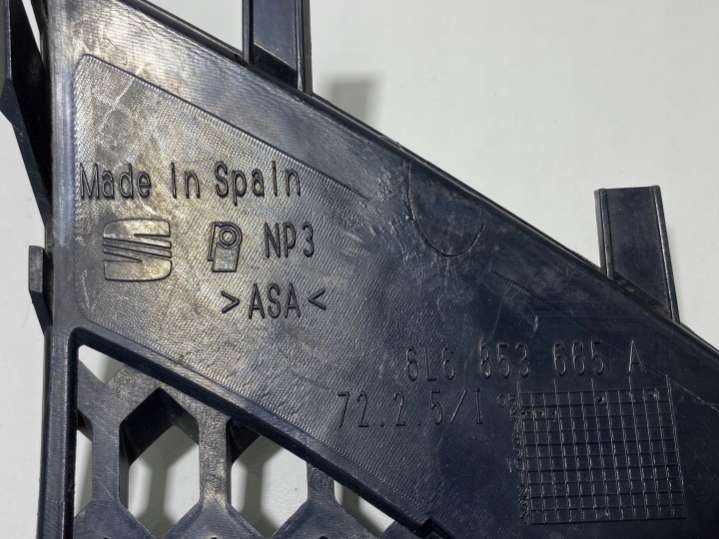 Made In Spain
NP3
>ASA<
6L6 853 665 A
72.2.5/I